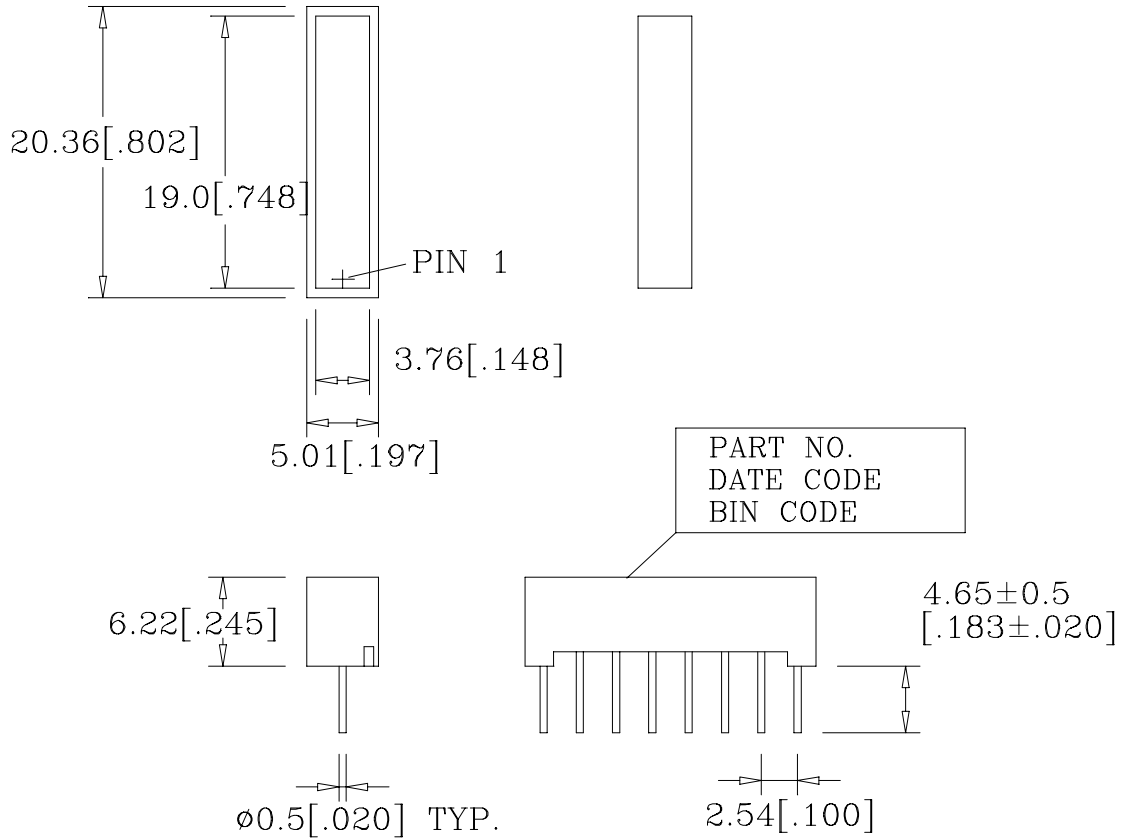 20.36[.802]
19.0[.748]
PIN 1
3.76[.148]
5.01[.197]
PART NO.
DATE CODE
BIN CODE
6.22[.245]
4.65±0.5
[.183±.020]
ø0.5[.020] TYP.
2.54[.100]